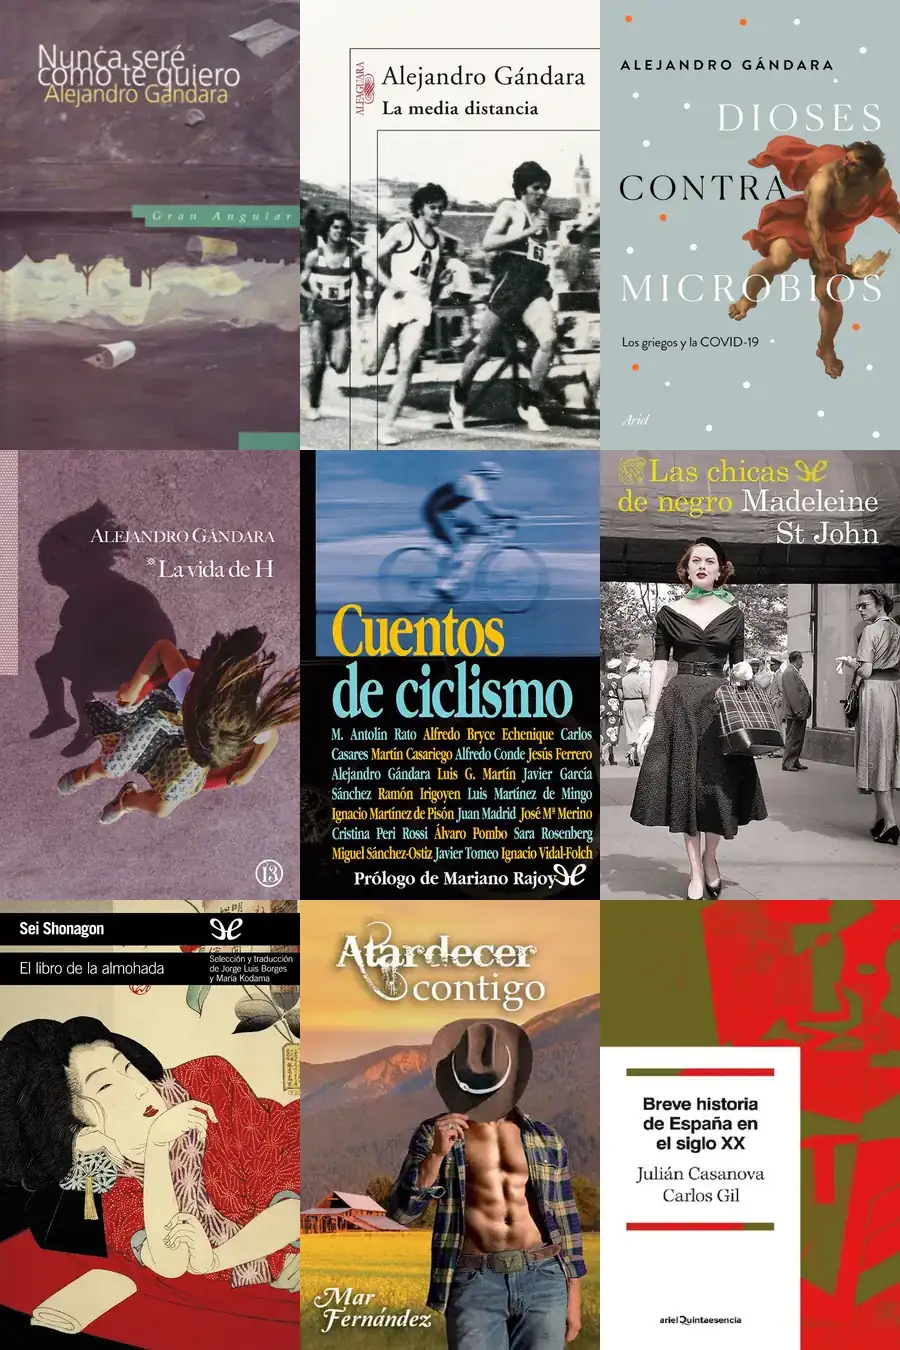 Nunca seré
como te quiero
Alejandro Gándara
Gran Angular
ALFAGUARA
Alejandro Gándara
La media distancia
63
ALEJANDRO GÁNDARA
DIOSES
CONTRA
MICROBIOS
Los griegos y la COVID-19
Ariel
ALEJANDRO GÁNDARA
La vida de H
13
Cuentos
de ciclismo
M. Antolín Rato Alfredo Bryce Echenique Carlos
Casares Martín Casariego Alfredo Conde Jesús Ferrero
Alejandro Gándara Luis G. Martín Javier García
Sánchez Ramón Irigoyen Luis Martínez de Mingo
Ignacio Martínez de Pisón Juan Madrid José Mª Merino
Cristina Peri Rossi Álvaro Pombo Sara Rosenberg
Miguel Sánchez-Ostiz Javier Tomeo Ignacio Vidal-Folch
Prólogo de Mariano Rajoy
Las chicas
de negro Madeleine
St John
Sei Shonagon
El libro de la almohada
Selección y traducción
de Jorge Luis Borges
y María Kodama
Atardecer
contigo
Mar
Fernández
Breve historia
de España en
el siglo XX
Julián Casanova
Carlos Gil
arielQuintaesencia